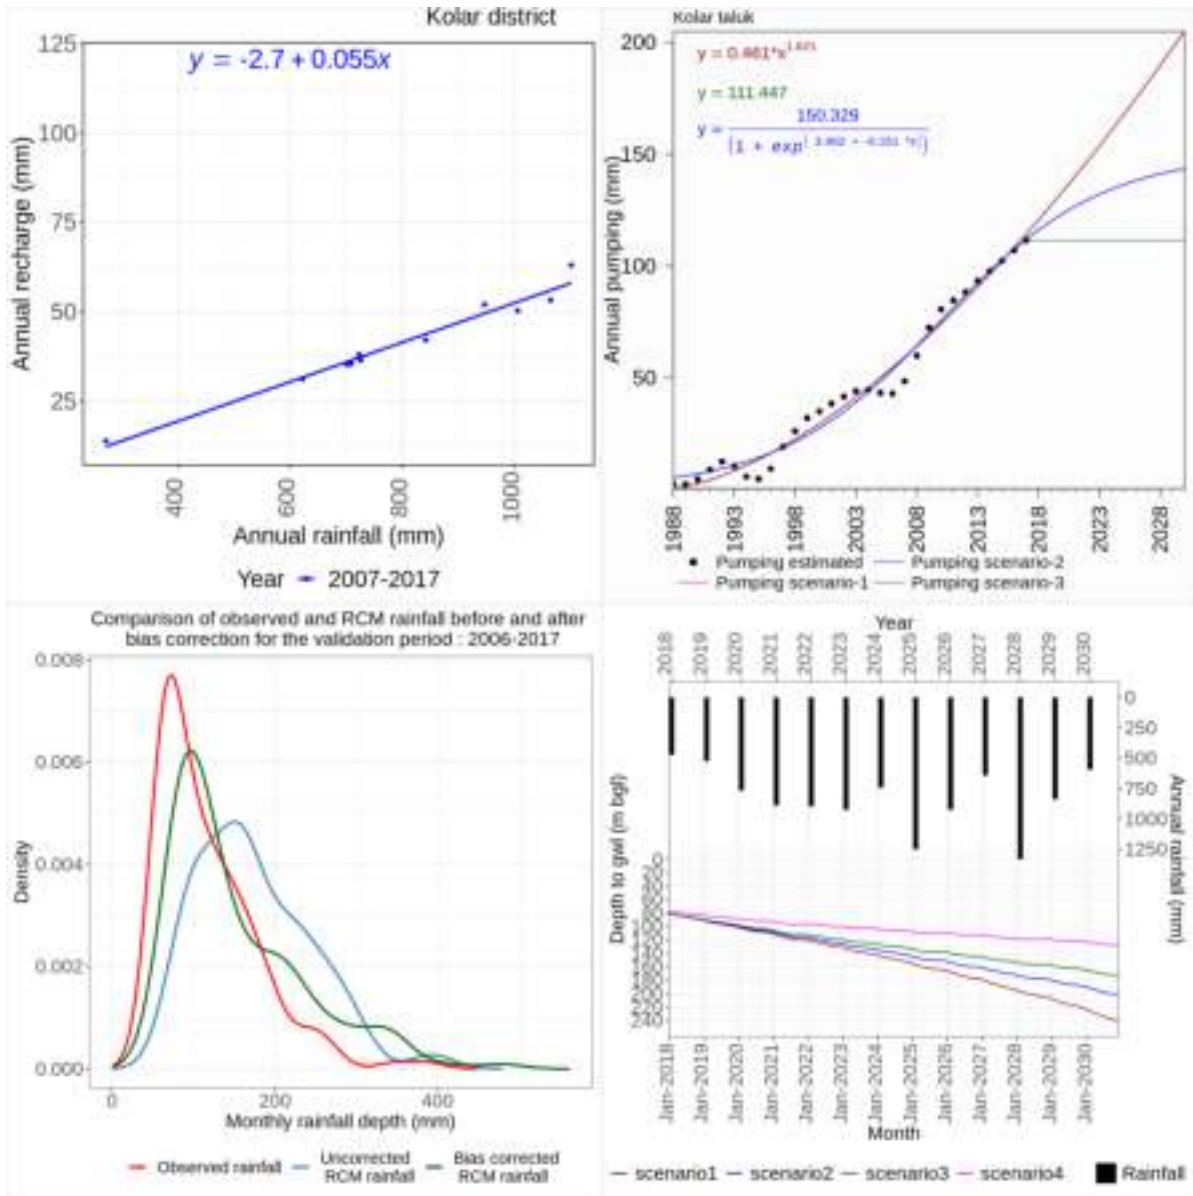 Kolar district
y = -2.7 + 0.055x
Annual recharge (mm)
125
100
75
50
25
400
600
800
1000
Annual rainfall (mm)
Year 2007-2017
Kolar taluk
y = 0.461*x
y = 111.447
y = 150.329
(1 + exp
Annual pumping (mm)
200
150
100
50
1988
1993
1998
2003
2008
2013
2018
2023
2028
Pumping estimated Pumping scenario-2
Pumping scenario-1 Pumping scenario-3
Comparison of observed and RCM rainfall before and after
bias correction for the validation period : 2006-2017
Density
0.008
0.006
0.004
0.002
0.000
0
200
400
Monthly rainfall depth (mm)
Observed rainfall
Uncorrected
RCM rainfall
Bias corrected
RCM rainfall
Year
2018
2019
2020
2021
2022
2023
2024
2025
2026
2027
2028
2029
2030
0
250
500
750
1000
1250
Annual rainfall (mm)
Depth to gwl (m bgl)
0
240
Jan-2018
Jan-2019
Jan-2020
Jan-2021
Jan-2022
Jan-2023
Jan-2024
Jan-2025
Jan-2026
Jan-2027
Jan-2028
Jan-2029
Jan-2030
Month
scenario1 scenario2 scenario3 scenario4 Rainfall